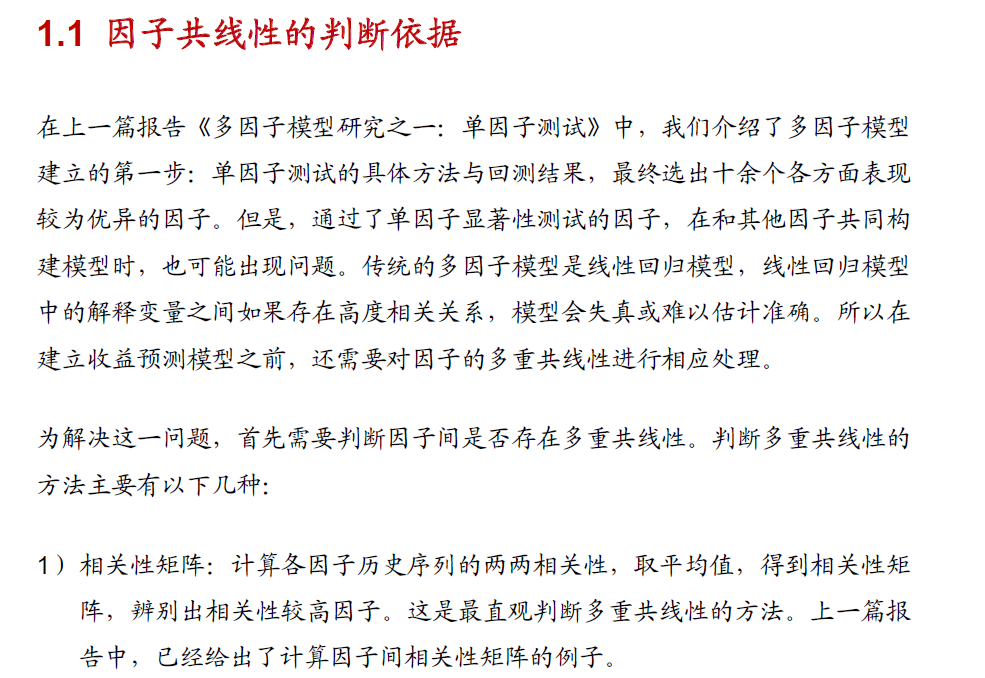 1.1 因子共线性的判断依据
在上一篇报告《多因子模型研究之一：单因子测试》中，我们介绍了多因子模型
建立的第一步：单因子测试的具体方法与回测结果，最终选出十余个各方面表现
较为优异的因子。但是，通过了单因子显著性测试的因子，在和其他因子共同构
建模型时，也可能出现问题。传统的多因子模型是线性回归模型，线性回归模型
中的解释变量之间如果存在高度相关关系，模型会失真或难以估计准确。所以在
建立收益预测模型之前，还需要对因子的多重共线性进行相应处理。
为解决这一问题，首先需要判断因子间是否存在多重共线性。判断多重共线性的
方法主要有以下几种：
1）相关性矩阵：计算各因子历史序列的两两相关性，取平均值，得到相关性矩
阵，辨别出相关性较高因子。这是最直观判断多重共线性的方法。上一篇报
告中，已经给出了计算因子间相关性矩阵的例子。